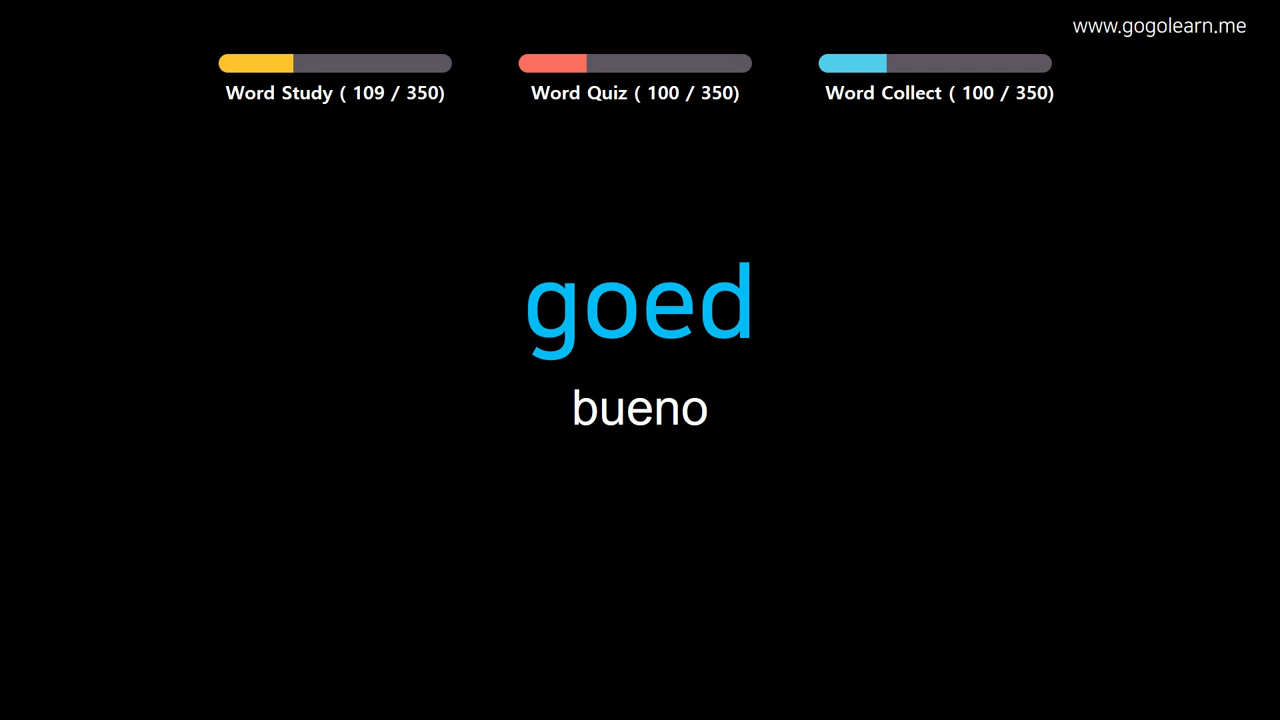 www.gogolearn.me
Word Study ( 109 / 350)
Word Quiz ( 100 / 350)
Word Collect ( 100 / 350)
goed
bueno